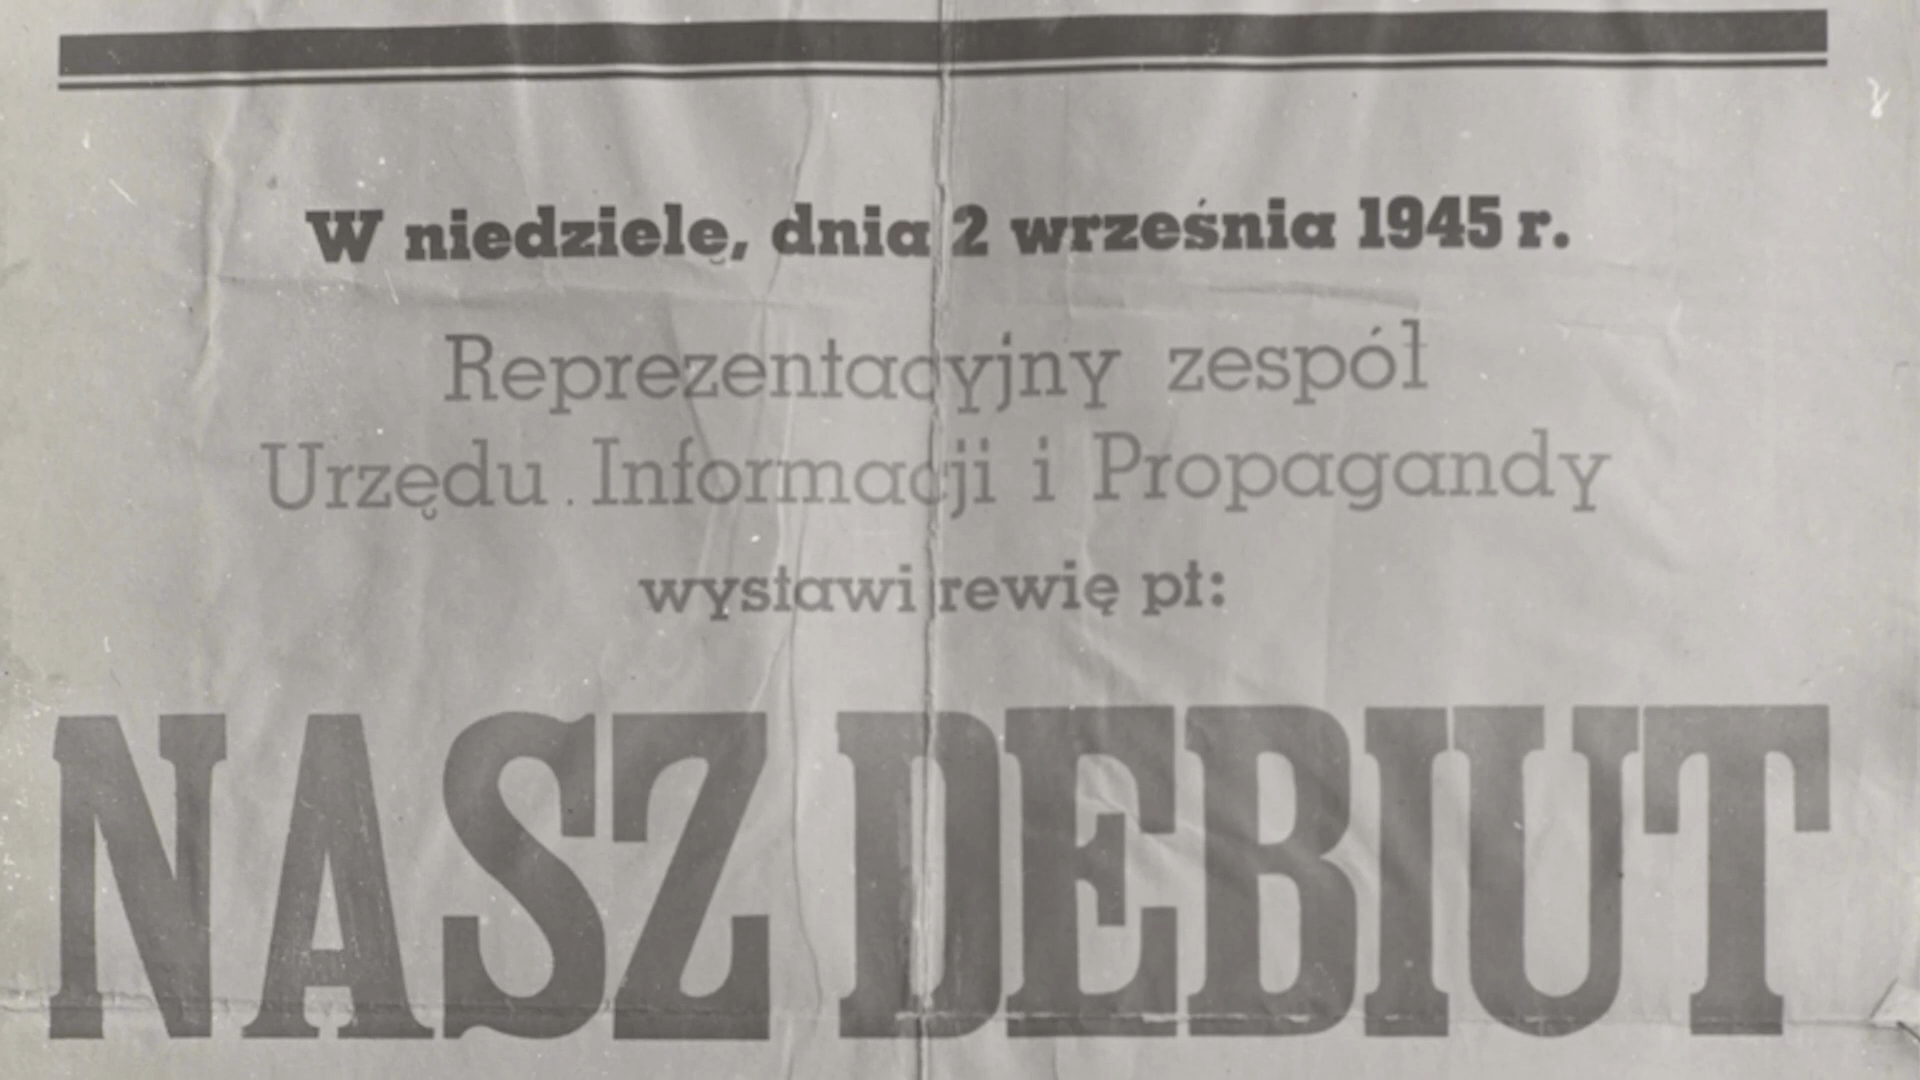 W niedzielę, dnia 2 września 1945 r.
Reprezentacyjny zespół
Urzędu Informacji i Propagandy
wystawi rewię pt:
NASZ DEBIUT